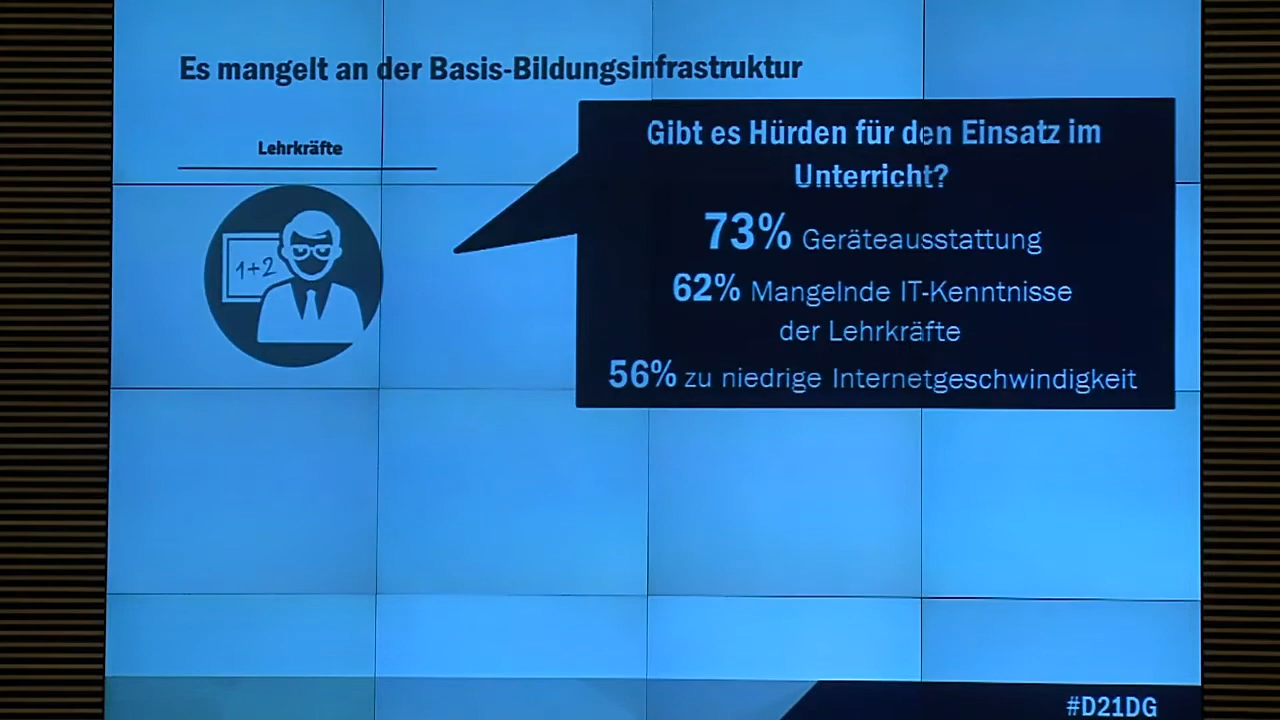 Es mangelt an der Basis-Bildungsinfrastruktur
Lehrkräfte
1+2
Gibt es Hürden für den Einsatz im
Unterricht?
73% Geräteausstattung
62% Mangelnde IT-Kenntnisse
der Lehrkräfte
56% zu niedrige Internetgeschwindigkeit
#D21DG